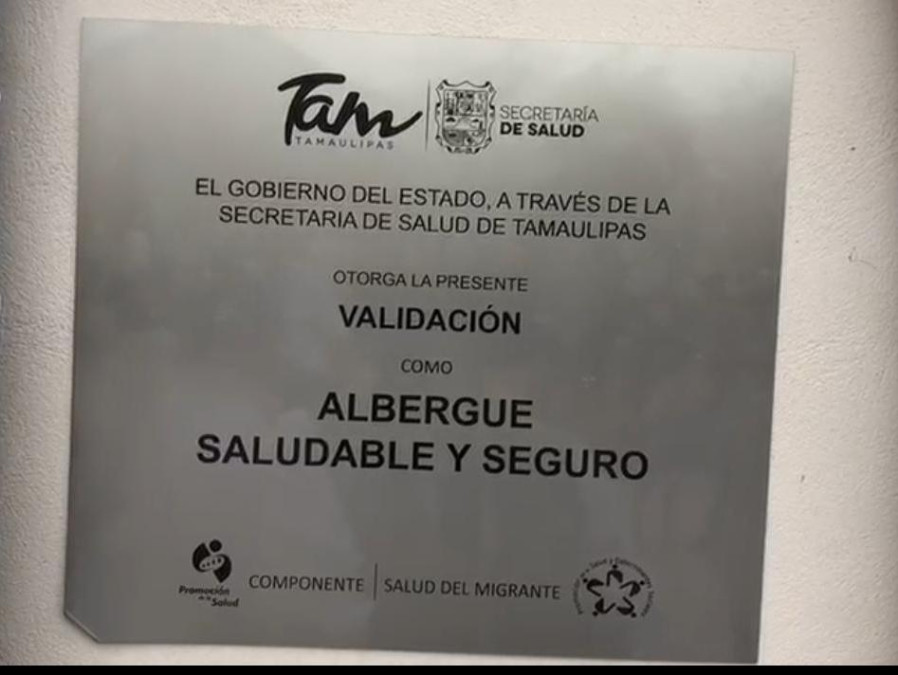 Tam
TAMAULIPAS
SECRETARÍA
DE SALUD
EL GOBIERNO DEL ESTADO, A TRAVÉS DE LA
SECRETARIA DE SALUD DE TAMAULIPAS
OTORGA LA PRESENTE
VALIDACIÓN
COMO
ALBERGUE
SALUDABLE Y SEGURO
Promoción
de la
Salud
COMPONENTE
SALUD DEL MIGRANTE